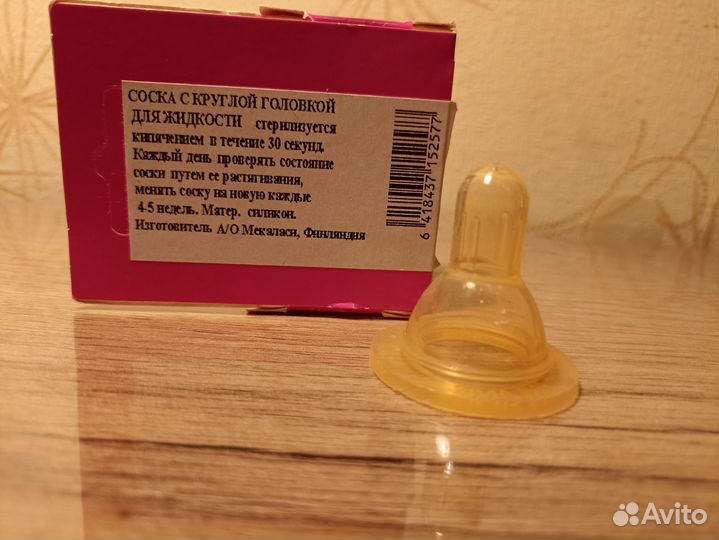 СОСКА С КРУГЛОЙ ГОЛОВКОЙ
ДЛЯ ЖИДКОСТИ стерилизуется
кипячением в течение 30 секунд.
Каждый день проверять состояние
соски путем ее растягивания,
менять соску на новую каждые
4-5 недель. Матер. силикон.
Изготовитель А/О Мекаласи, Финляндия
6 418437 152577
Avito